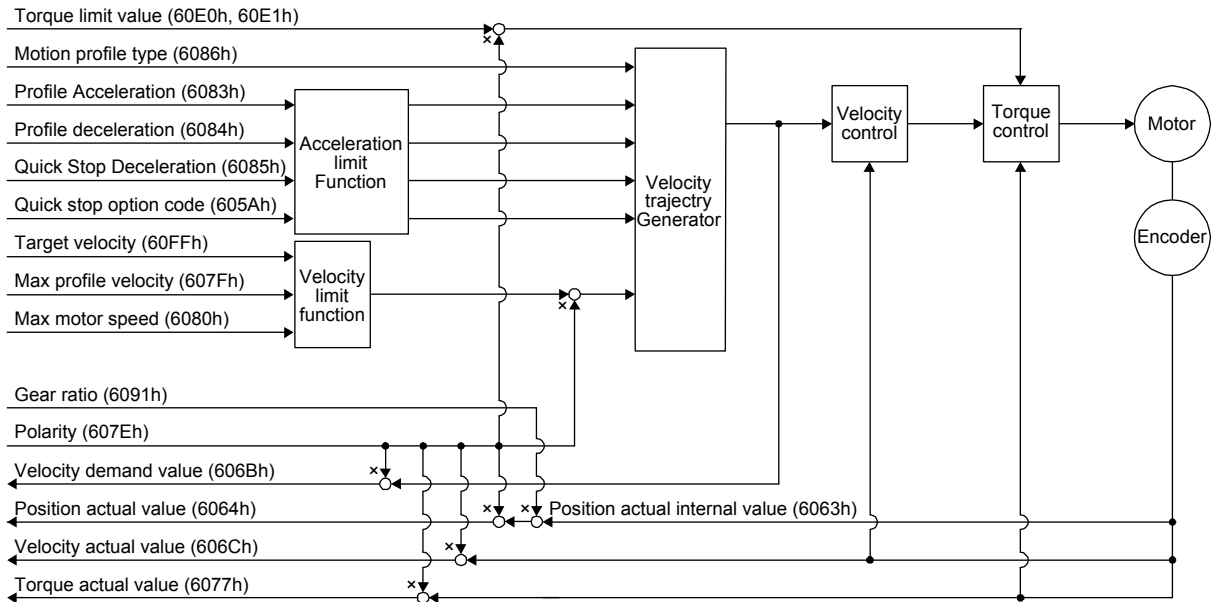 Torque limit value (60E0h, 60E1h)
×
Motion profile type (6086h)
Profile Acceleration (6083h)
Profile deceleration (6084h)
Quick Stop Deceleration (6085h)
Quick stop option code (605Ah)
Acceleration
limit
Function
Target velocity (60FFh)
Max profile velocity (607Fh)
Max motor speed (6080h)
Velocity
limit
function
×
Velocity
trajectry
Generator
Velocity
control
Torque
control
Motor
Encoder
Gear ratio (6091h)
Polarity (607Eh)
Velocity demand value (606Bh)
×
Position actual value (6064h)
×
×
Position actual internal value (6063h)
Velocity actual value (606Ch)
×
Torque actual value (6077h)
×